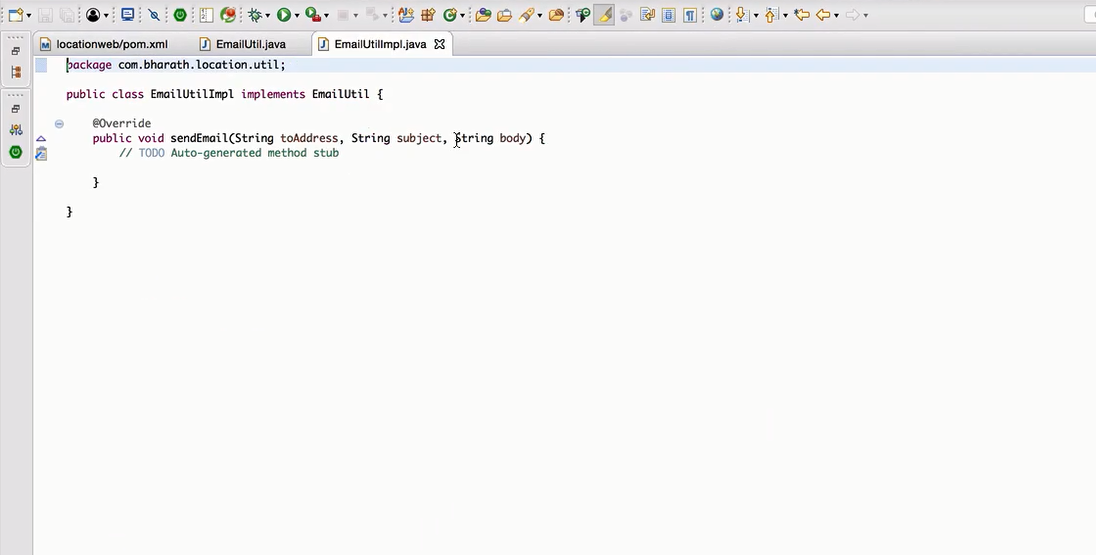 locationweb/pom.xml
EmailUtil.java
EmailUtilImpl.java
package com.bharath.location.util;
public class EmailUtilImpl implements EmailUtil {
@Override
public void sendEmail(String toAddress, String subject, String body) {
// TODO Auto-generated method stub
}
}